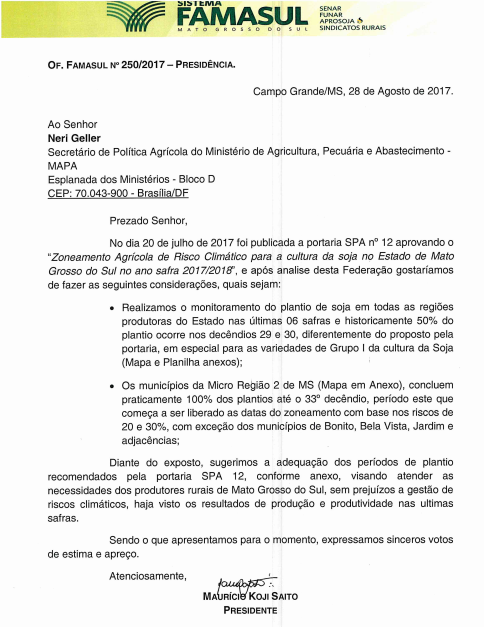 SISTEMA
FAMASUL
MATO GROSSO DO SUL
SENAR
FUNAR
APROSOJA
SINDICATOS RURAIS
OF. FAMASUL Nº 250/2017 – PRESIDÊNCIA.
Campo Grande/MS, 28 de Agosto de 2017.
Ao Senhor
Neri Geller
Secretário de Política Agrícola do Ministério de Agricultura, Pecuária e Abastecimento -
MAPA
Esplanada dos Ministérios - Bloco D
CEP: 70.043-900 - Brasília/DF
Prezado Senhor,
No dia 20 de julho de 2017 foi publicada a portaria SPA nº 12 aprovando o
“Zoneamento Agrícola de Risco Climático para a cultura da soja no Estado de Mato
Grosso do Sul no ano safra 2017/2018”, e após analise desta Federação gostaríamos
de fazer as seguintes considerações, quais sejam:
• Realizamos o monitoramento do plantio de soja em todas as regiões
produtoras do Estado nas últimas 06 safras e historicamente 50% do
plantio ocorre nos decêndios 29 e 30, diferentemente do proposto pela
portaria, em especial para as variedades de Grupo I da cultura da Soja
(Mapa e Planilha anexos);
• Os municípios da Micro Região 2 de MS (Mapa em Anexo), concluem
praticamente 100% dos plantios até o 33º decêndio, período este que
começa a ser liberado as datas do zoneamento com base nos riscos de
20 e 30%, com exceção dos municípios de Bonito, Bela Vista, Jardim e
adjacências;
Diante do exposto, sugerimos a adequação dos períodos de plantio
recomendados pela portaria SPA 12, conforme anexo, visando atender as
necessidades dos produtores rurais de Mato Grosso do Sul, sem prejuízos a gestão de
riscos climáticos, haja visto os resultados de produção e produtividade nas ultimas
safras.
Sendo o que apresentamos para o momento, expressamos sinceros votos
de estima e apreço.
Atenciosamente,
MAURÍCIO KOJI SAITO
PRESIDENTE